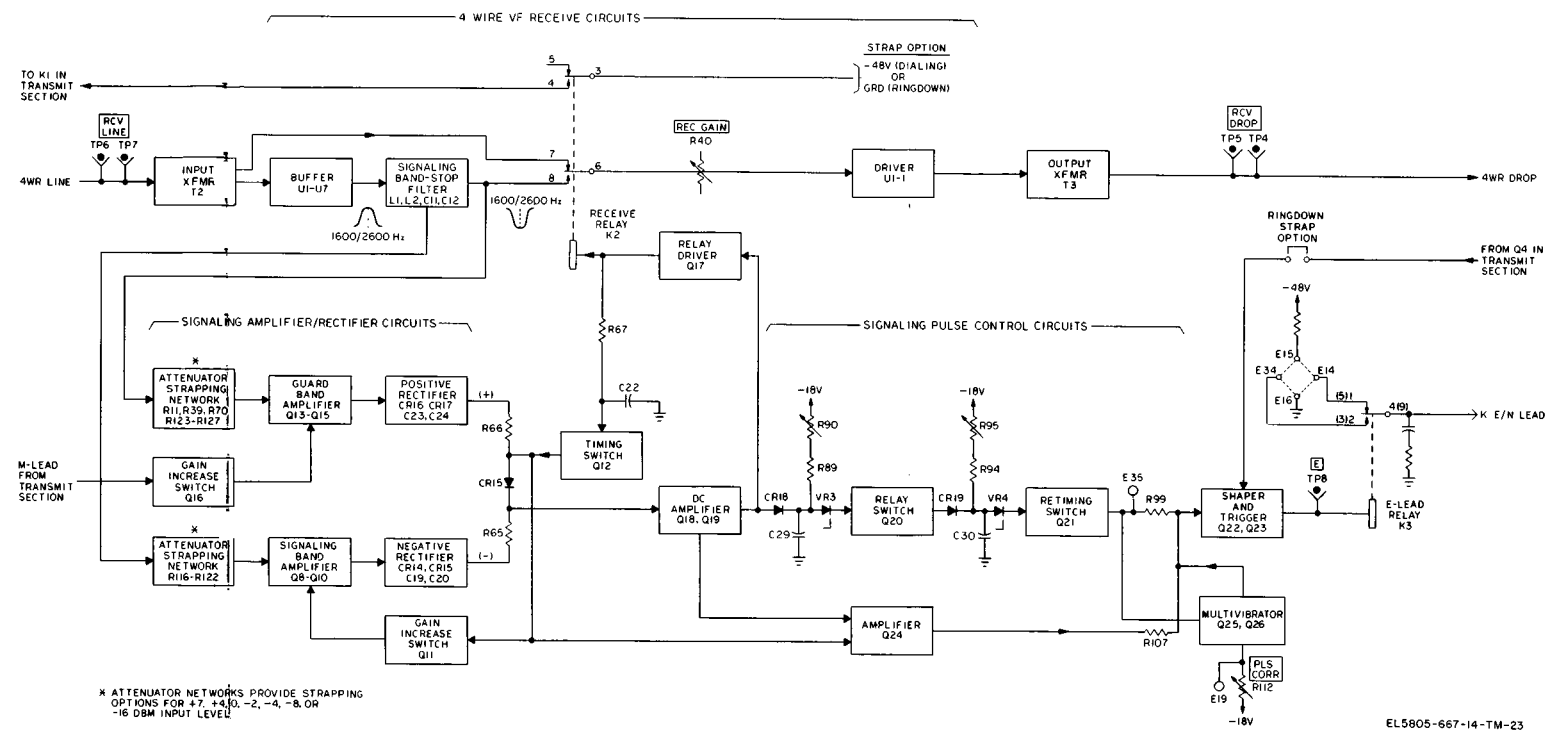 4 WIRE VF RECEIVE CIRCUITS
STRAP OPTION
-48V (DIALING)
OR
GRD (RINGDOWN)
5
3
4
TO K1 IN
TRANSMIT
SECTION
RCV
LINE
TP6 TP7
4WR LINE
INPUT
XFMR
T2
BUFFER
U1-U7
SIGNALING
BAND-STOP
FILTER
L1, L2, C11, C12
7
6
8
REC GAIN
R40
DRIVER
U1-1
OUTPUT
XFMR
T3
RCV
DROP
TP5 TP4
4WR DROP
1600/2600 Hz
1600/2600 Hz
RECEIVE
RELAY
K2
RELAY
DRIVER
Q17
RINGDOWN
STRAP
OPTION
FROM Q4 IN
TRANSMIT
SECTION
-48V
SIGNALING AMPLIFIER/RECTIFIER CIRCUITS
R67
SIGNALING PULSE CONTROL CIRCUITS
E15
E34
E14
E16
(5)1
(3)2
4(9)
K E/N LEAD
*
ATTENUATOR
STRAPPING
NETWORK
R11, R39, R70
R123-R127
GUARD
BAND
AMPLIFIER
Q13-Q15
POSITIVE
RECTIFIER
CR16 CR17
C23, C24
(+)
R66
C22
TIMING
SWITCH
Q12
-18V
R90
R89
-18V
R95
R94
M-LEAD
FROM
TRANSMIT
SECTION
GAIN
INCREASE
SWITCH
Q16
CR15
R65
DC
AMPLIFIER
Q18, Q19
CR18
VR3
C29
RELAY
SWITCH
Q20
CR19
VR4
C30
RETIMING
SWITCH
Q21
E35
R99
SHAPER
AND
TRIGGER
Q22, Q23
E
TP8
E-LEAD
RELAY
K3
*
ATTENUATOR
STRAPPING
NETWORK
R116-R122
SIGNALING
BAND
AMPLIFIER
Q8-Q10
NEGATIVE
RECTIFIER
CR14, CR15
C19, C20
(-)
GAIN
INCREASE
SWITCH
Q11
AMPLIFIER
Q24
R107
MULTIVIBRATOR
Q25, Q26
PLS
CORR
R112
E19
-18V
* ATTENUATOR NETWORKS PROVIDE STRAPPING
OPTIONS FOR +7, +4, 0, -2, -4, -8, OR
-16 DBM INPUT LEVEL.
EL5805-667-14-TM-23